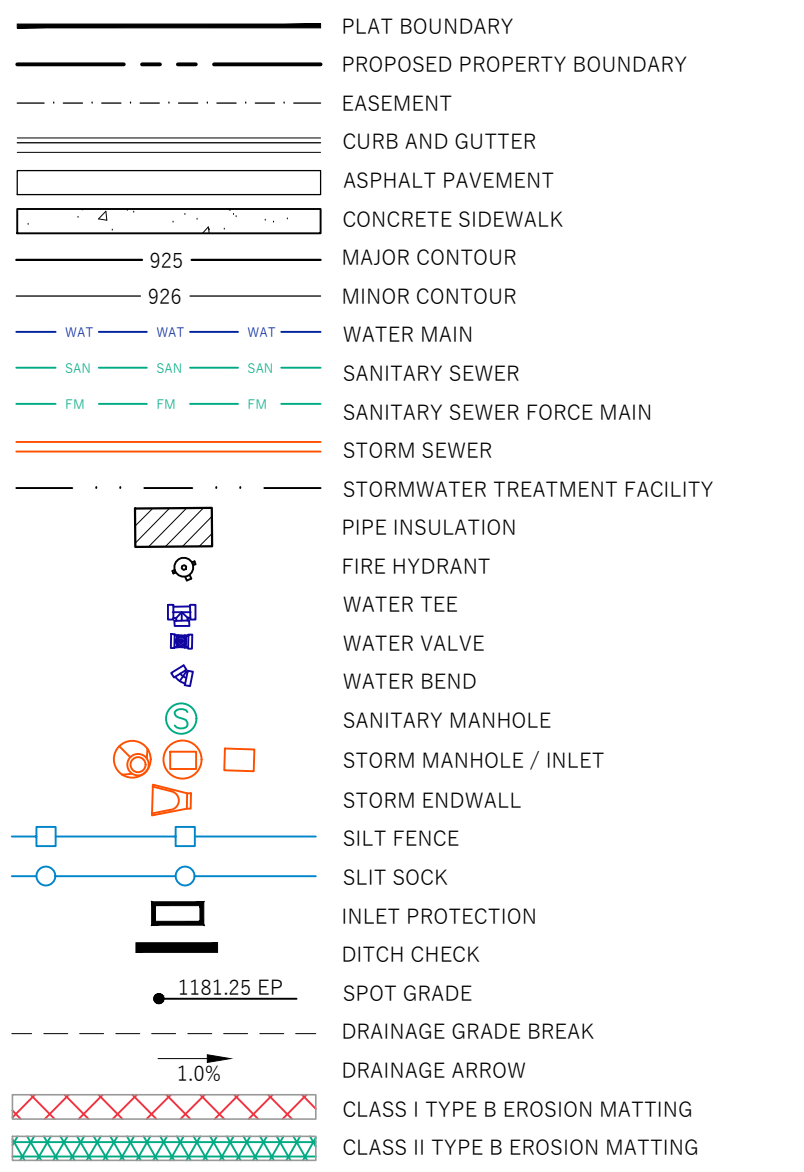 PLAT BOUNDARY
PROPOSED PROPERTY BOUNDARY
EASEMENT
CURB AND GUTTER
ASPHALT PAVEMENT
CONCRETE SIDEWALK
925 MAJOR CONTOUR
926 MINOR CONTOUR
WAT WAT WAT WATER MAIN
SAN SAN SAN SANITARY SEWER
FM FM FM SANITARY SEWER FORCE MAIN
STORM SEWER
STORMWATER TREATMENT FACILITY
PIPE INSULATION
FIRE HYDRANT
WATER TEE
WATER VALVE
WATER BEND
S SANITARY MANHOLE
STORM MANHOLE / INLET
STORM ENDWALL
SILT FENCE
SLIT SOCK
INLET PROTECTION
DITCH CHECK
1181.25 EP SPOT GRADE
DRAINAGE GRADE BREAK
1.0% DRAINAGE ARROW
CLASS I TYPE B EROSION MATTING
CLASS II TYPE B EROSION MATTING